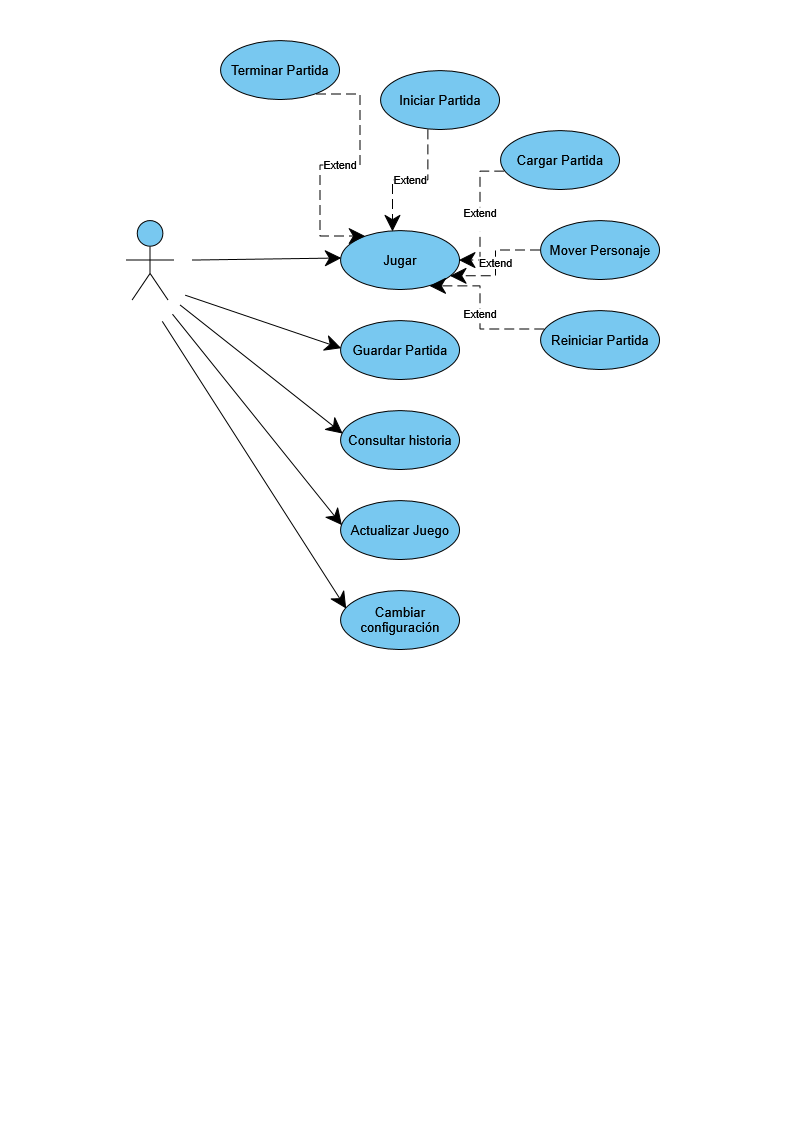 Terminar Partida
Iniciar Partida
Cargar Partida
Extend
Extend
Extend
Mover Personaje
Jugar
Extend
Extend
Reiniciar Partida
Guardar Partida
Consultar historia
Actualizar Juego
Cambiar
configuración